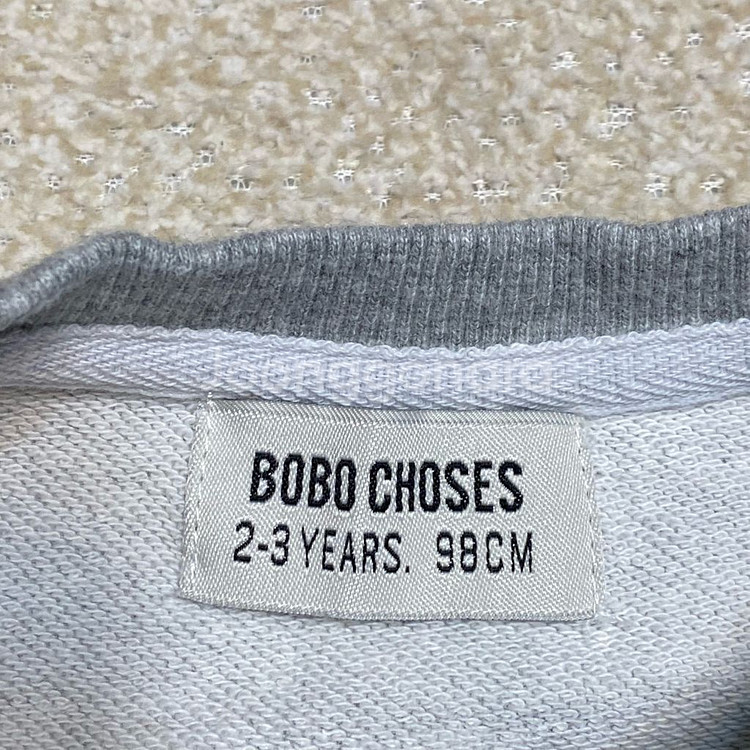 BOBO CHOSES
2-3 YEARS. 98CM